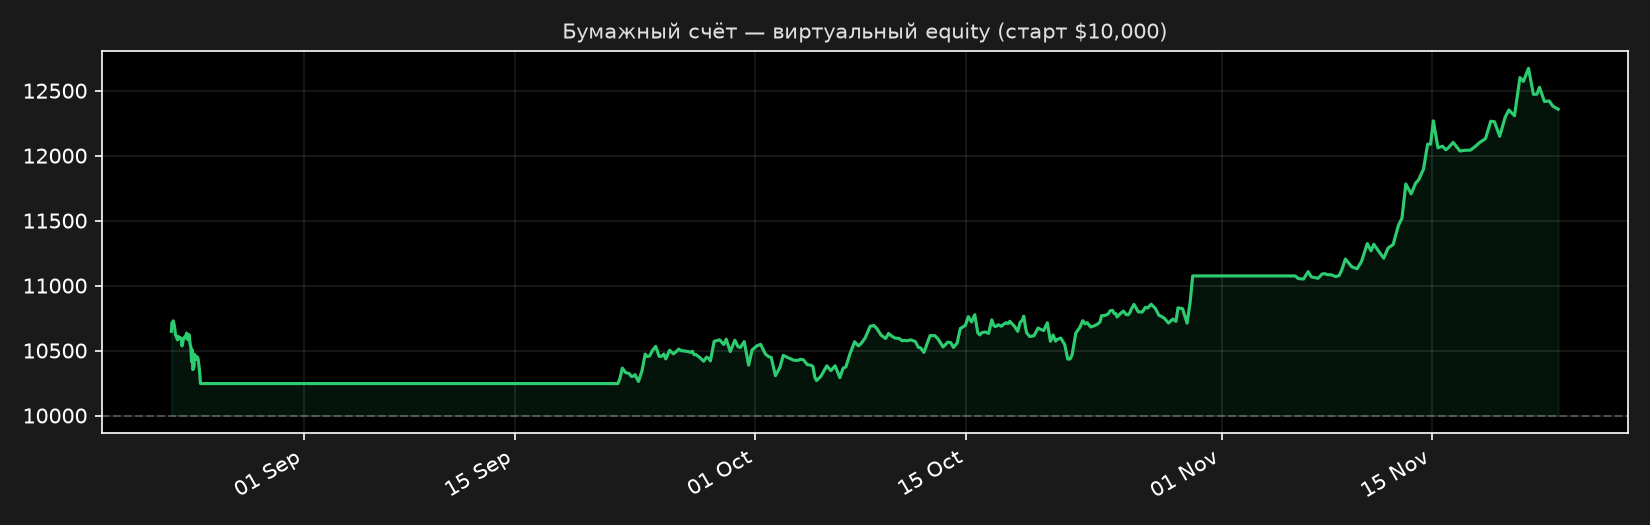 Бумажный счёт — виртуальный equity (старт $10,000)
12500
12000
11500
11000
10500
10000
01 Sep
15 Sep
01 Oct
15 Oct
01 Nov
15 Nov